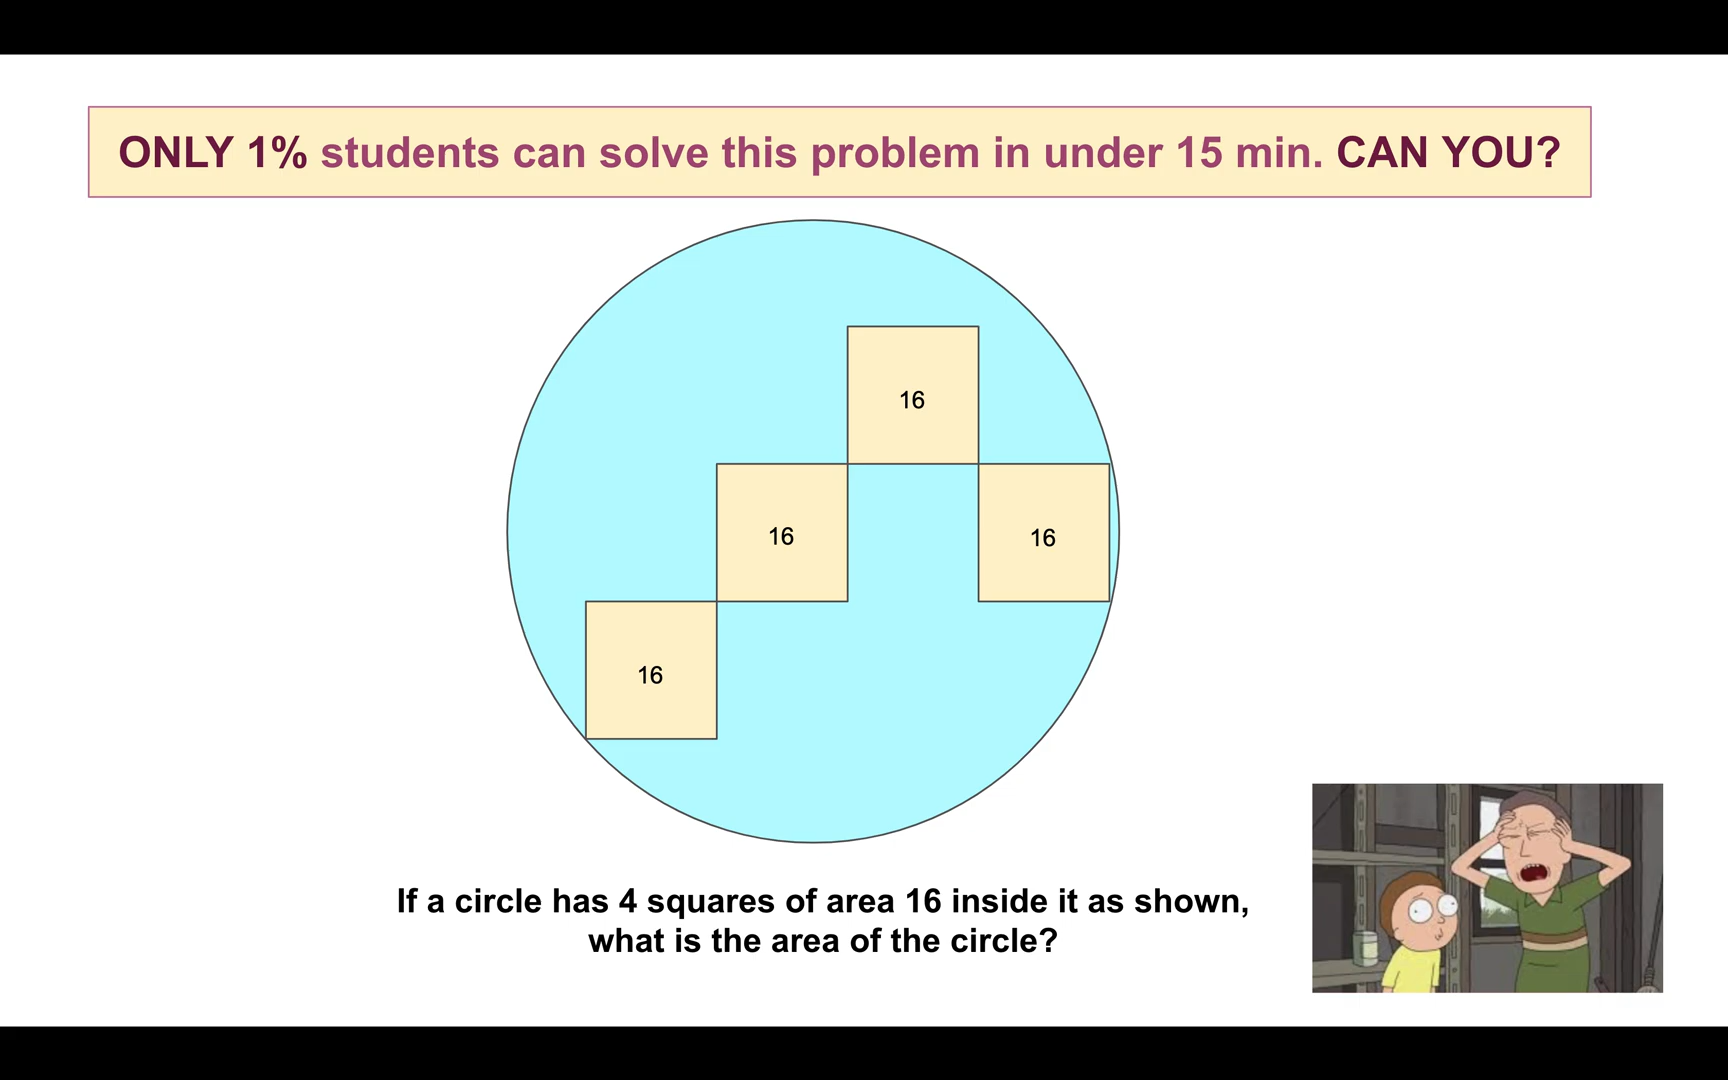 ONLY 1% students can solve this problem in under 15 min. CAN YOU?
16
16
16
16
If a circle has 4 squares of area 16 inside it as shown,
what is the area of the circle?